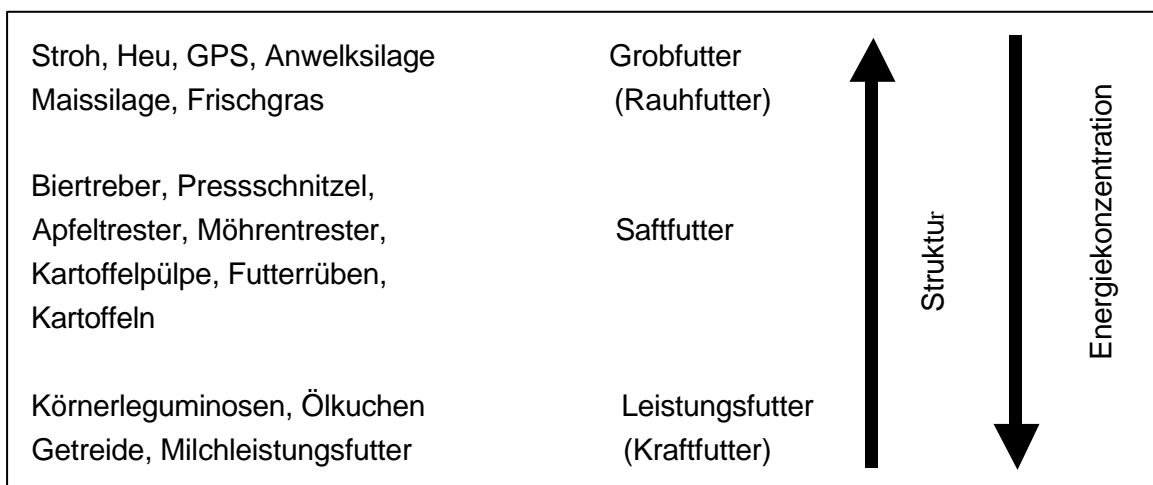 Stroh, Heu, GPS, Anwelksilage Grobfutter
Maissilage, Frischgras (Rauhfutter)
Biertreber, Pressschnitzel,
Apfeltrester, Möhrentrester, Saftfutter
Kartoffelpülpe, Futterrüben,
Kartoffeln
Körnerleguminosen, Ölkuchen Leistungsfutter
Getreide, Milchleistungsfutter (Kraftfutter)
Struktur
Energiekonzentration